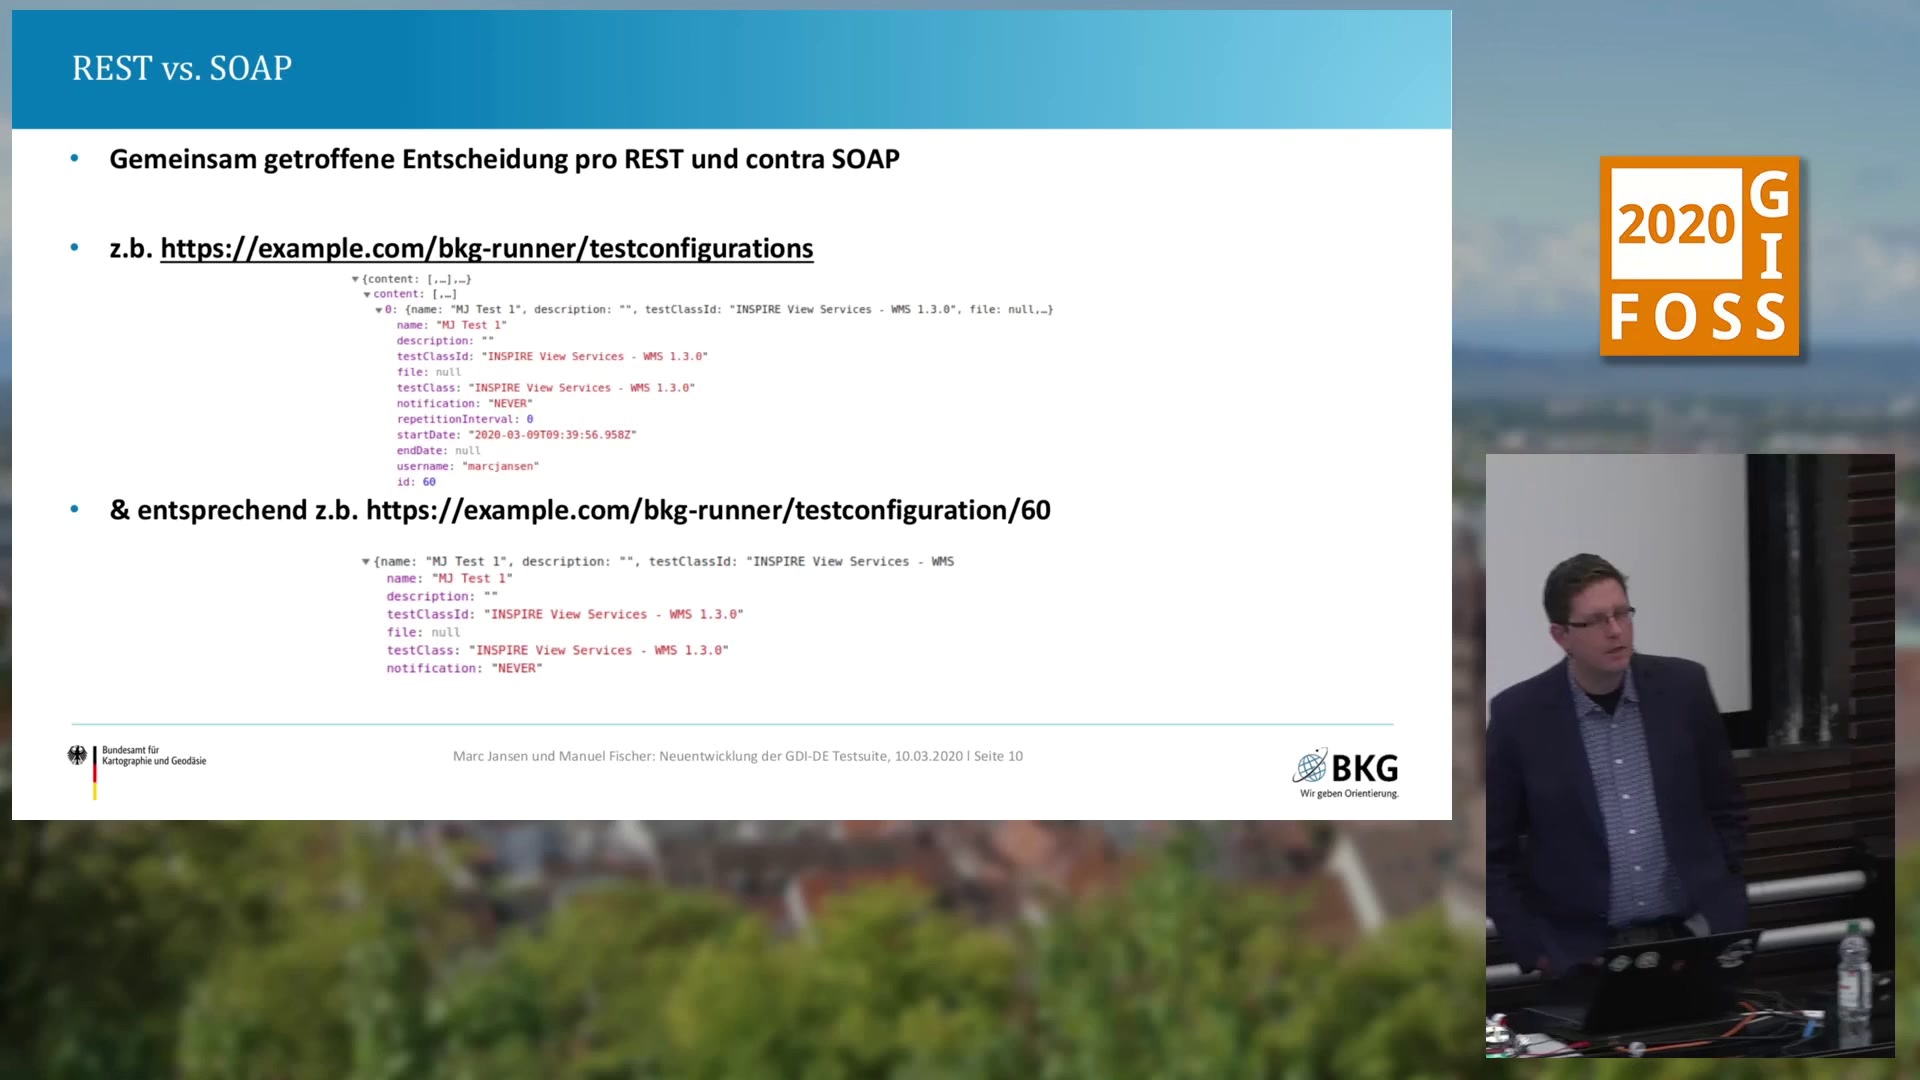 REST vs. SOAP
• Gemeinsam getroffene Entscheidung pro REST und contra SOAP
• z.b. https://example.com/bkg-runner/testconfigurations
▼{content: [,…],…}
▼content: [,…]
▼0: {name: "MJ Test 1", description: "", testClassId: "INSPIRE View Services - WMS 1.3.0", file: null,…}
name: "MJ Test 1"
description: ""
testClassId: "INSPIRE View Services - WMS 1.3.0"
file: null
testClass: "INSPIRE View Services - WMS 1.3.0"
notification: "NEVER"
repetitionInterval: 0
startDate: "2020-03-09T09:39:56.958Z"
endDate: null
username: "marcjansen"
id: 60
• & entsprechend z.b. https://example.com/bkg-runner/testconfiguration/60
▼{name: "MJ Test 1", description: "", testClassId: "INSPIRE View Services - WMS
name: "MJ Test 1"
description: ""
testClassId: "INSPIRE View Services - WMS 1.3.0"
file: null
testClass: "INSPIRE View Services - WMS 1.3.0"
notification: "NEVER"
Bundesamt für
Kartographie und Geodäsie
Marc Jansen und Manuel Fischer: Neuentwicklung der GDI-DE Testsuite, 10.03.2020 | Seite 10
BKG
Wir geben Orientierung.
2020
GI
FOSS